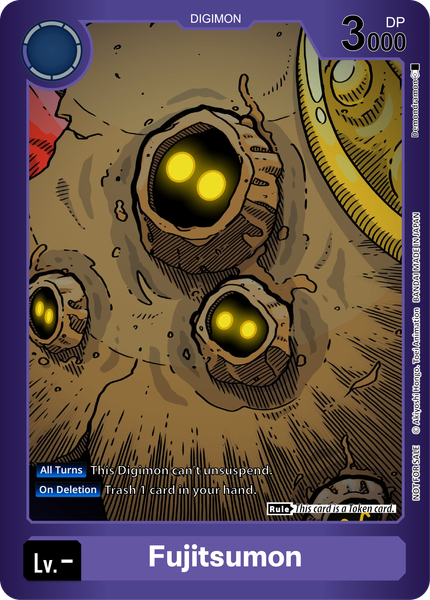 DIGIMON
DP
3000
All Turns This Digimon can't unsuspend.
On Deletion Trash 1 card in your hand.
Rule This card is a Token card.
Lv.-
Fujitsumon
NOT FOR SALE © Akiyoshi Hongo, Toei Animation BANDAI MADE IN JAPAN
Demondramon@